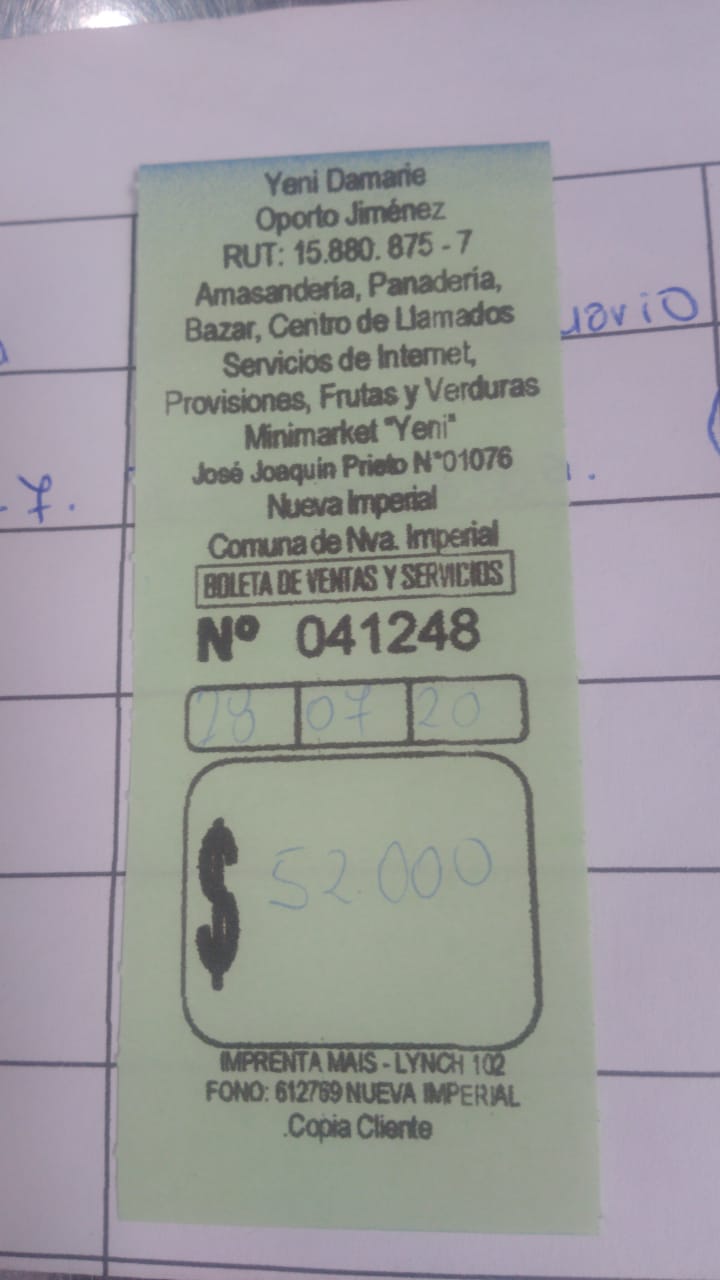 Yeni Damarie
Oporto Jiménez
RUT: 15.880. 875 - 7
Amasandería, Panadería,
Bazar, Centro de Llamados
Servicios de Internet,
Provisiones, Frutas y Verduras
Minimarket "Yeni"
José Joaquín Prieto N°01076
Nueva Imperial
Comuna de Nva. Imperial
BOLETA DE VENTAS Y SERVICIOS
Nº 041248
28 07 20
$ 52.000
IMPRENTA MAIS - LYNCH 102
FONO: 612769 NUEVA IMPERIAL
.Copia Cliente
-7.